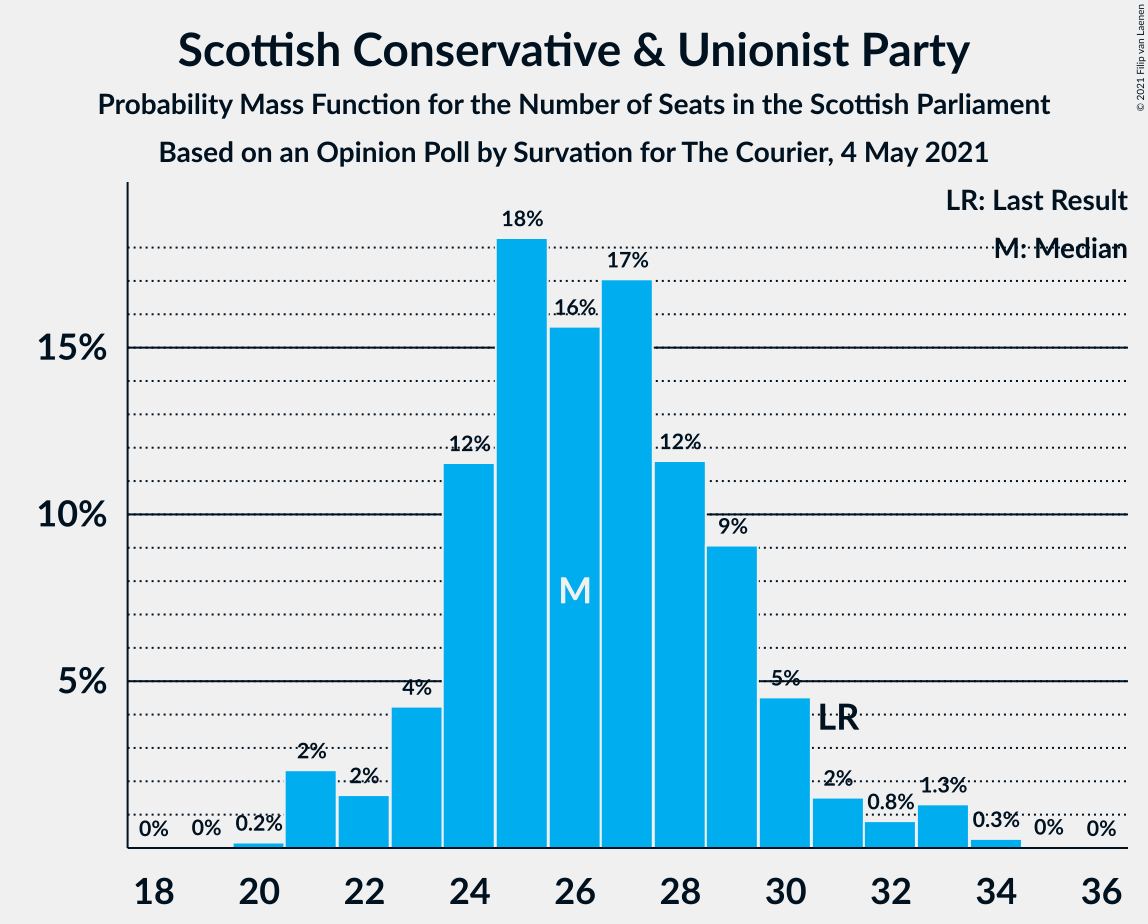 Scottish Conservative & Unionist Party
Probability Mass Function for the Number of Seats in the Scottish Parliament
Based on an Opinion Poll by Survation for The Courier, 4 May 2021
© 2021 Filip van Laenen
LR: Last Result
M: Median
15%
10%
5%
0%
0%
0.2%
2%
2%
4%
12%
18%
16%
17%
12%
9%
5%
2%
0.8%
1.3%
0.3%
0%
0%
M
LR
18 20 22 24 26 28 30 32 34 36